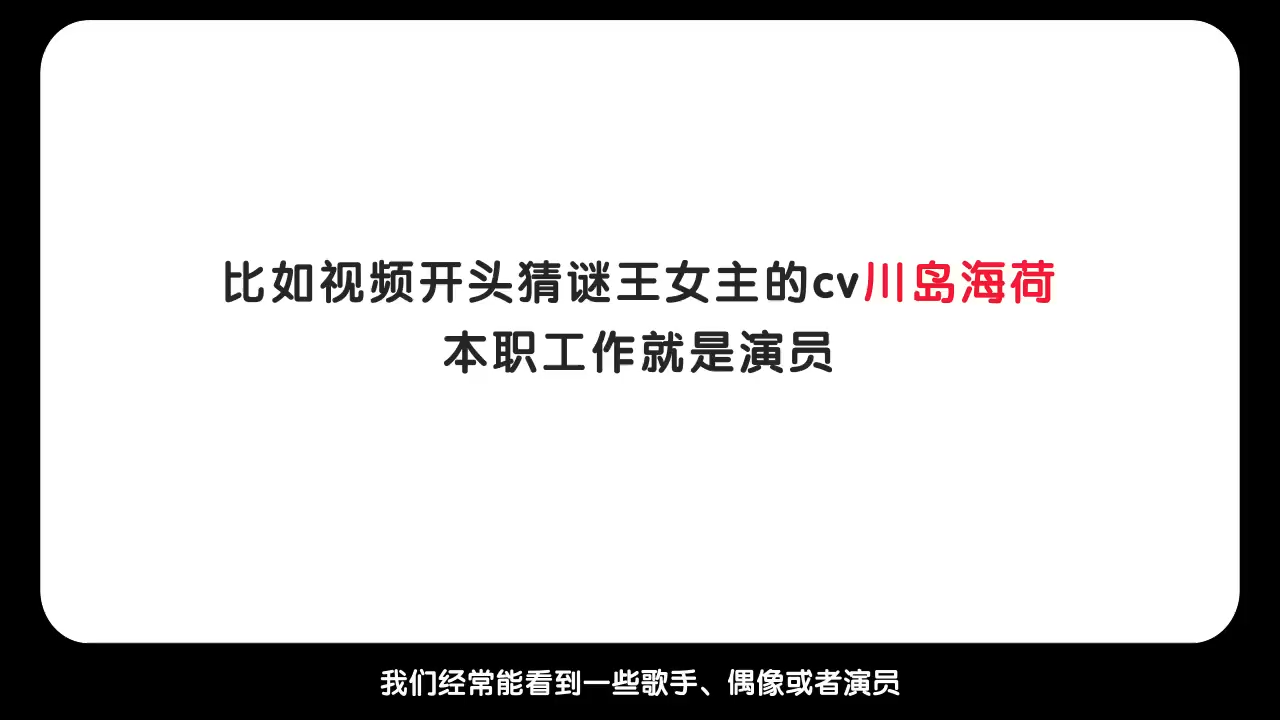 比如视频开头猜谜王女主的cv川岛海荷
本职工作就是演员
我们经常能看到一些歌手、偶像或者演员